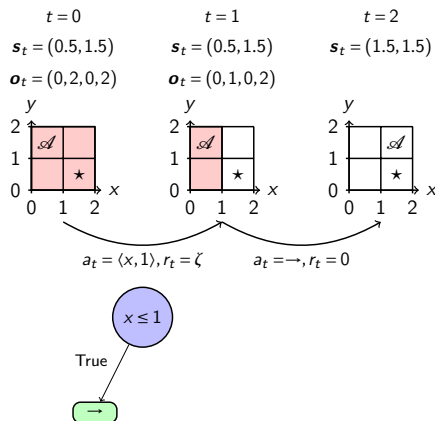 t = 0 t = 1 t = 2
s_t = (0.5, 1.5) s_t = (0.5, 1.5) s_t = (1.5, 1.5)
o_t = (0, 2, 0, 2) o_t = (0, 1, 0, 2)
y y y
2 𝒜 2 𝒜 2 𝒜
1 1 1
0 ⋆ x 0 ⋆ x 0 ⋆ x
0 1 2 0 1 2 0 1 2
a_t = ⟨x, 1⟩, r_t = ζ a_t = →, r_t = 0
x ≤ 1
True
→